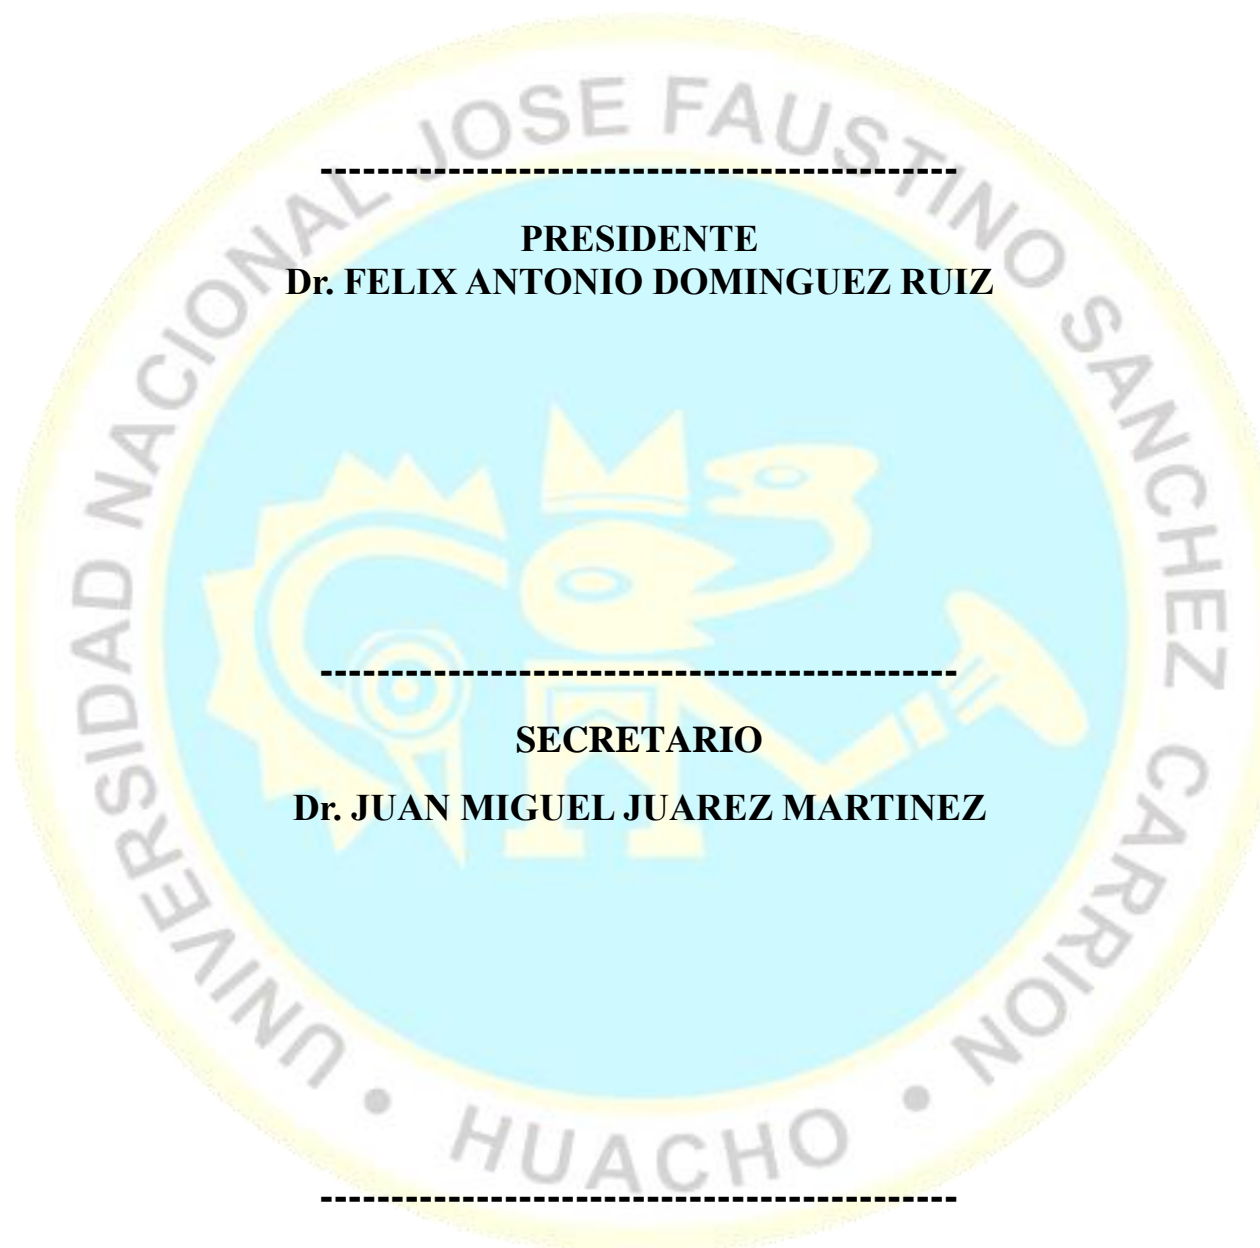 UNIVERSIDAD NACIONAL JOSE FAUSTINO SANCHEZ CARRION
• HUACHO •
---------------------------------------------
PRESIDENTE
Dr. FELIX ANTONIO DOMINGUEZ RUIZ
---------------------------------------------
SECRETARIO
Dr. JUAN MIGUEL JUAREZ MARTINEZ
---------------------------------------------